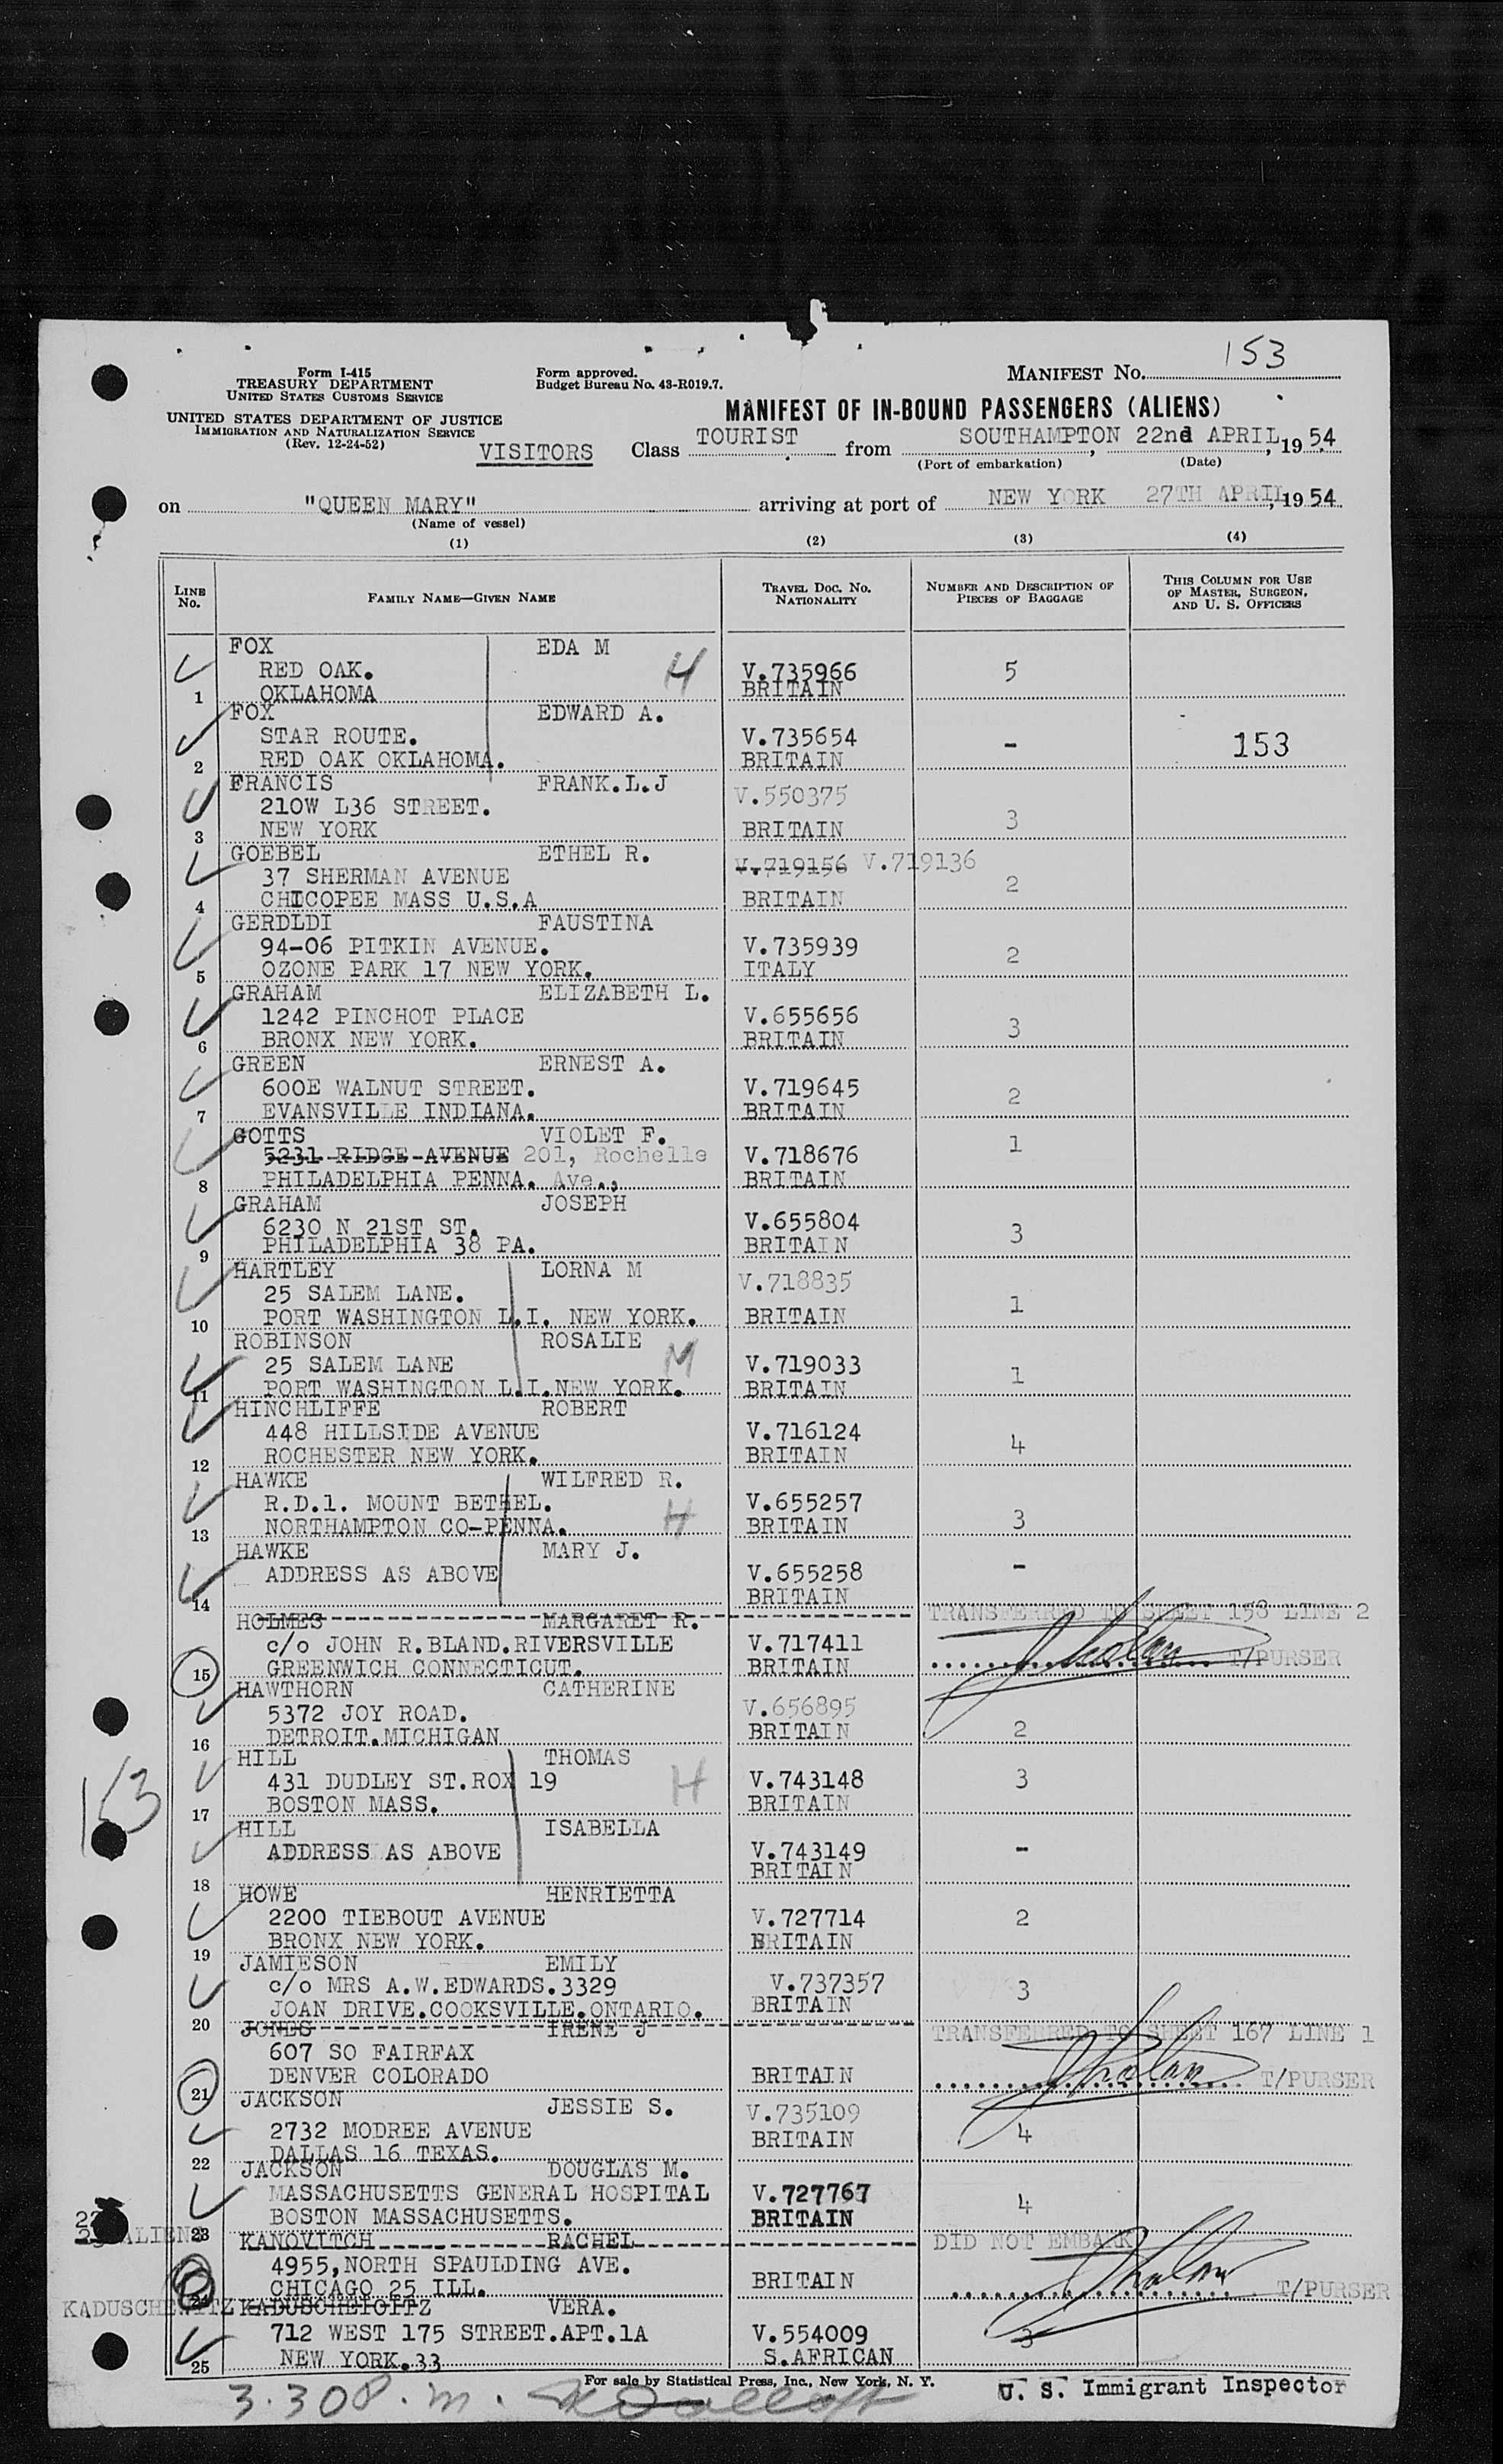 153
Form I-415
TREASURY DEPARTMENT
UNITED STATES CUSTOMS SERVICE
Form approved.
Budget Bureau No. 43-R019.7.
MANIFEST NO.
UNITED STATES DEPARTMENT OF JUSTICE
IMMIGRATION AND NATURALIZATION SERVICE
(Rev. 12-24-52)
MANIFEST OF IN-BOUND PASSENGERS (ALIENS)
VISITORS Class TOURIST from SOUTHAMPTON 22nd APRIL, 1954
(Port of embarkation) (Date)
on "QUEEN MARY" arriving at port of NEW YORK 27TH APRIL, 1954
(Name of vessel)
(1) (2) (3) (4)
LINE NO. FAMILY NAME—GIVEN NAME TRAVEL DOC. NO. NATIONALITY NUMBER AND DESCRIPTION OF PIECES OF BAGGAGE THIS COLUMN FOR USE OF MASTER, SURGEON, AND U. S. OFFICERS
FOX EDA M
RED OAK. H V.735966 5
1 OKLAHOMA BRITAIN
FOX EDWARD A.
STAR ROUTE. V.735654 - 153
2 RED OAK OKLAHOMA. BRITAIN
FRANCIS FRANK.L.J V.550375
210W L36 STREET. 3
3 NEW YORK BRITAIN
GOEBEL ETHEL R. V.719156 V.719136
37 SHERMAN AVENUE 2
4 CHICOPEE MASS U.S.A BRITAIN
GERDLDI FAUSTINA
94-06 PITKIN AVENUE. V.735939 2
5 OZONE PARK 17 NEW YORK. ITALY
GRAHAM ELIZABETH L.
1242 PINCHOT PLACE V.655656 3
6 BRONX NEW YORK. BRITAIN
GREEN ERNEST A.
600E WALNUT STREET. V.719645 2
7 EVANSVILLE INDIANA. BRITAIN
GOTTS VIOLET F. 1
5231 RIDGE AVENUE 201, Rochelle V.718676
8 PHILADELPHIA PENNA. Ave., BRITAIN
GRAHAM JOSEPH
6230 N 21ST ST. V.655804 3
9 PHILADELPHIA 38 PA. BRITAIN
HARTLEY LORNA M V.718835
25 SALEM LANE. 1
10 PORT WASHINGTON L.I. NEW YORK. BRITAIN
ROBINSON ROSALIE M
25 SALEM LANE V.719033 1
11 PORT WASHINGTON L.I.NEW YORK. BRITAIN
HINCHLIFFE ROBERT
448 HILLSIDE AVENUE V.716124 4
12 ROCHESTER NEW YORK. BRITAIN
HAWKE WILFRED R.
R.D.1. MOUNT BETHEL. V.655257 3
13 NORTHAMPTON CO-PENNA. H BRITAIN
HAWKE MARY J. -
ADDRESS AS ABOVE V.655258
14 BRITAIN
HOLMES MARGARET R. TRANSFERRED TO SHEET 158 LINE 2
c/o JOHN R.BLAND.RIVERSVILLE V.717411
15 GREENWICH CONNECTICUT. BRITAIN T/PURSER
HAWTHORN CATHERINE V.656895
5372 JOY ROAD.
16 DETROIT.MICHIGAN BRITAIN 2
HILL THOMAS
431 DUDLEY ST.ROX 19 H V.743148 3
17 BOSTON MASS. BRITAIN
153
HILL ISABELLA
ADDRESS AS ABOVE V.743149 -
18 BRITAIN
HOWE HENRIETTA
2200 TIEBOUT AVENUE V.727714 2
19 BRONX NEW YORK. BRITAIN
JAMIESON EMILY
c/o MRS A.W.EDWARDS.3329 V.737357 3
20 JOAN DRIVE.COOKSVILLE.ONTARIO. BRITAIN
JONES IRENE J TRANSFERRED TO SHEET 167 LINE 1
607 SO FAIRFAX
21 DENVER COLORADO BRITAIN T/PURSER
JACKSON JESSIE S. V.735109
2732 MODREE AVENUE BRITAIN 4
22 DALLAS 16 TEXAS.
JACKSON DOUGLAS M.
MASSACHUSETTS GENERAL HOSPITAL V.727767 4
23 BOSTON MASSACHUSETTS. BRITAIN
ALIENS
KANOVITCH RACHEL DID NOT EMBARK
4955,NORTH SPAULDING AVE.
24 CHICAGO 25 ILL. BRITAIN T/PURSER
KADUSCHEWITZ KADUSCHEIOFTZ VERA.
712 WEST 175 STREET.APT.1A V.554009 3
25 NEW YORK.33 S.AFRICAN
For sale by Statistical Press, Inc., New York, N. Y.
U. S. Immigrant Inspector
3.308.m.